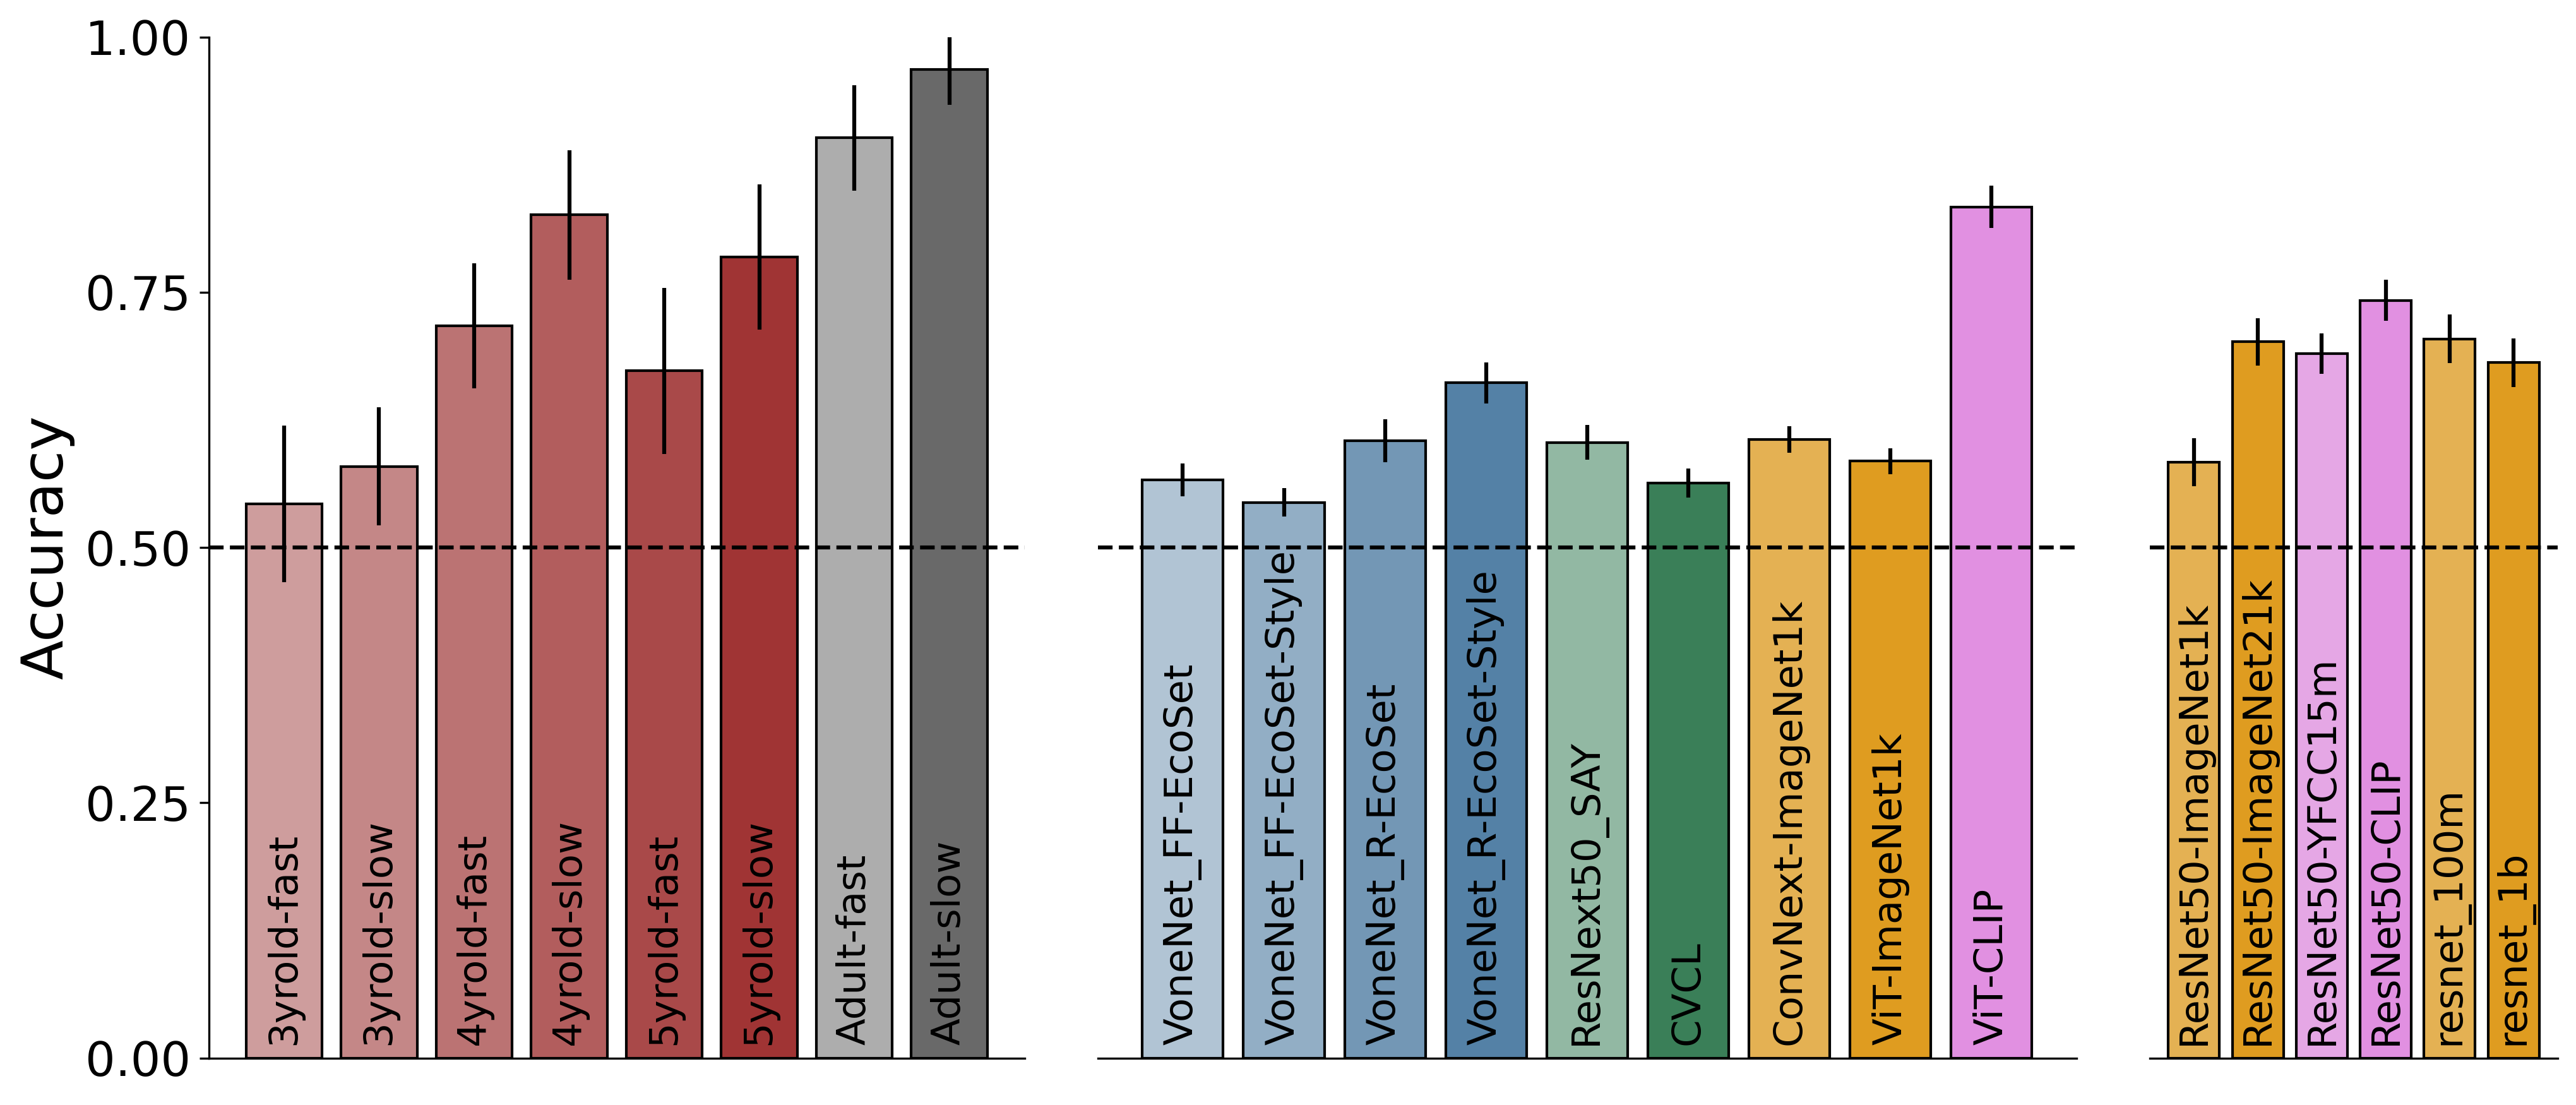 Accuracy
1.00
0.75
0.50
0.25
0.00
3yrold-fast
3yrold-slow
4yrold-fast
4yrold-slow
5yrold-fast
5yrold-slow
Adult-fast
Adult-slow
VoneNet_FF-EcoSet
VoneNet_FF-EcoSet-Style
VoneNet_R-EcoSet
VoneNet_R-EcoSet-Style
ResNext50_SAY
CVCL
ConvNext-ImageNet1k
ViT-ImageNet1k
ViT-CLIP
ResNet50-ImageNet1k
ResNet50-ImageNet21k
ResNet50-YFCC15m
ResNet50-CLIP
resnet_100m
resnet_1b